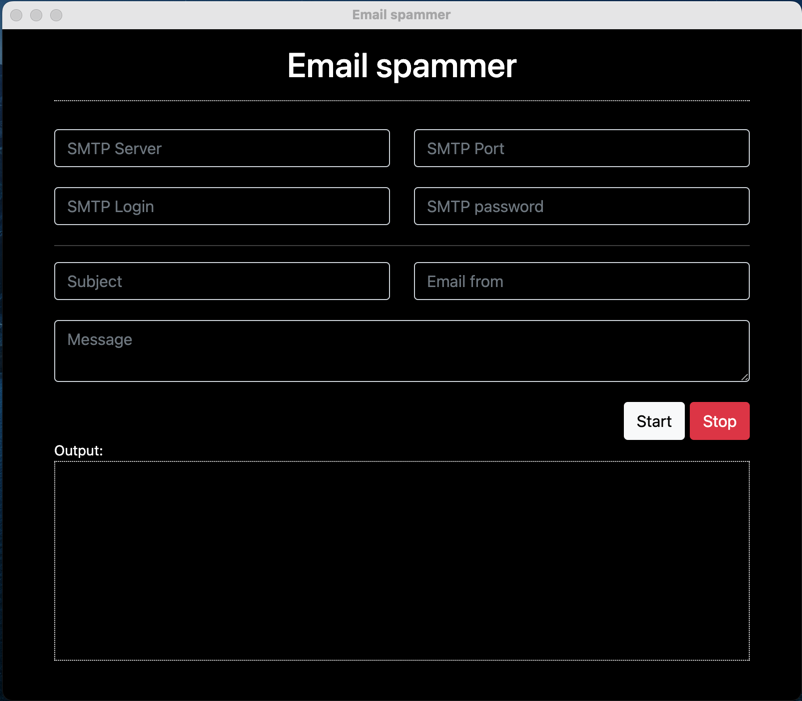 Email spammer
Email spammer
SMTP Server
SMTP Port
SMTP Login
SMTP password
Subject
Email from
Message
Start
Stop
Output: